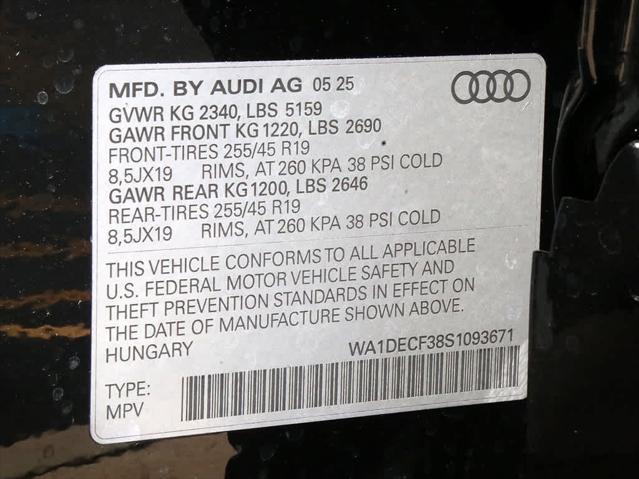 MFD. BY AUDI AG 05 25
GVWR KG 2340, LBS 5159
GAWR FRONT KG 1220, LBS 2690
FRONT-TIRES 255/45 R19
8,5JX19 RIMS, AT 260 KPA 38 PSI COLD
GAWR REAR KG 1200, LBS 2646
REAR-TIRES 255/45 R19
8,5JX19 RIMS, AT 260 KPA 38 PSI COLD
THIS VEHICLE CONFORMS TO ALL APPLICABLE
U.S. FEDERAL MOTOR VEHICLE SAFETY AND
THEFT PREVENTION STANDARDS IN EFFECT ON
THE DATE OF MANUFACTURE SHOWN ABOVE.
HUNGARY WA1DECF38S1093671
TYPE:
MPV